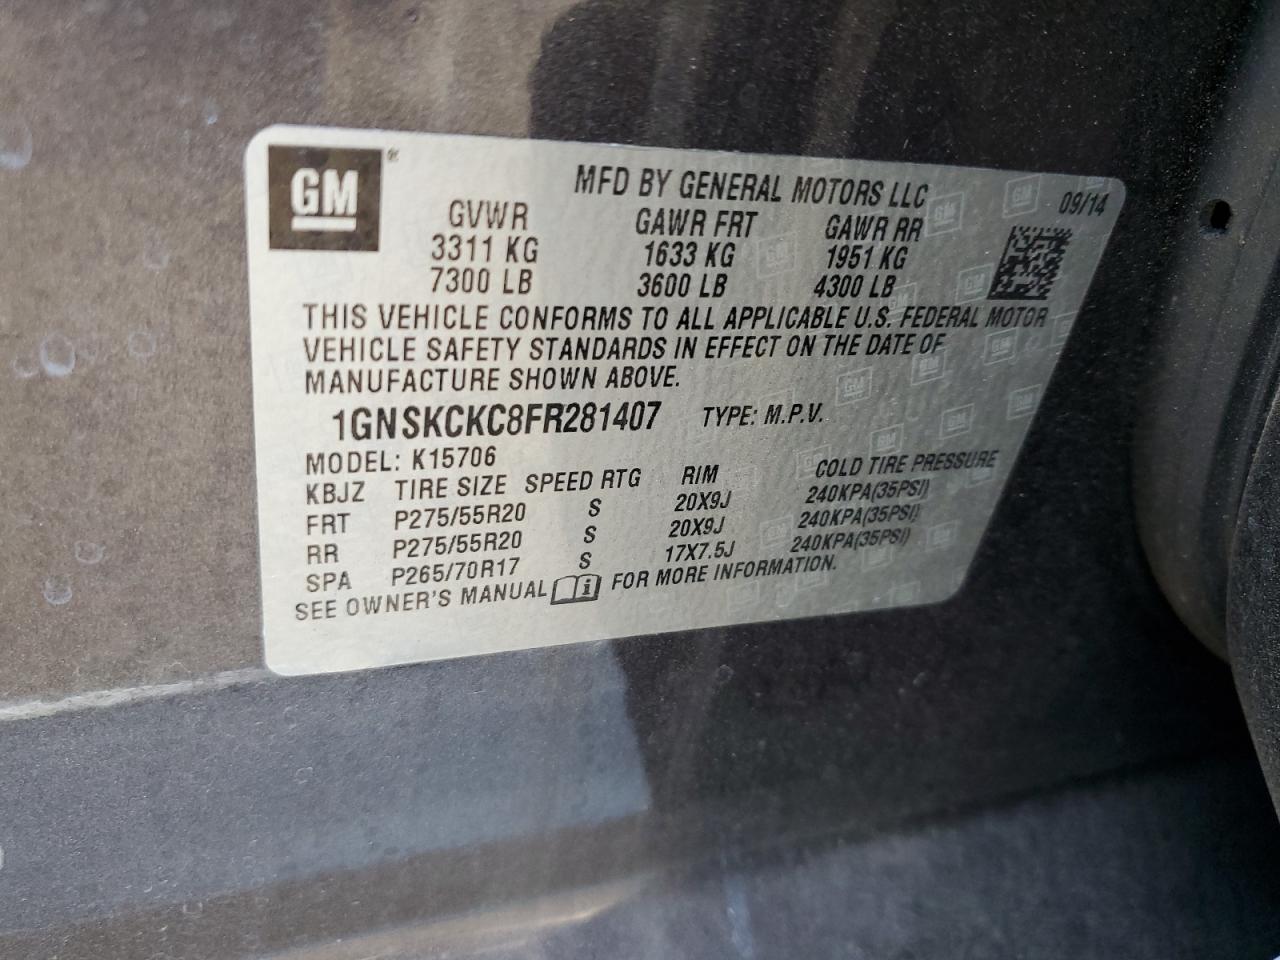 GM ®
MFD BY GENERAL MOTORS LLC 09/14
GVWR GAWR FRT GAWR RR
3311 KG 1633 KG 1951 KG
7300 LB 3600 LB 4300 LB
THIS VEHICLE CONFORMS TO ALL APPLICABLE U.S. FEDERAL MOTOR
VEHICLE SAFETY STANDARDS IN EFFECT ON THE DATE OF
MANUFACTURE SHOWN ABOVE.
1GNSKCKC8FR281407 TYPE: M.P.V.
MODEL: K15706
KBJZ TIRE SIZE SPEED RTG RIM COLD TIRE PRESSURE
FRT P275/55R20 S 20X9J 240KPA(35PSI)
RR P275/55R20 S 20X9J 240KPA(35PSI)
SPA P265/70R17 S 17X7.5J 240KPA(35PSI)
SEE OWNER'S MANUAL i FOR MORE INFORMATION.